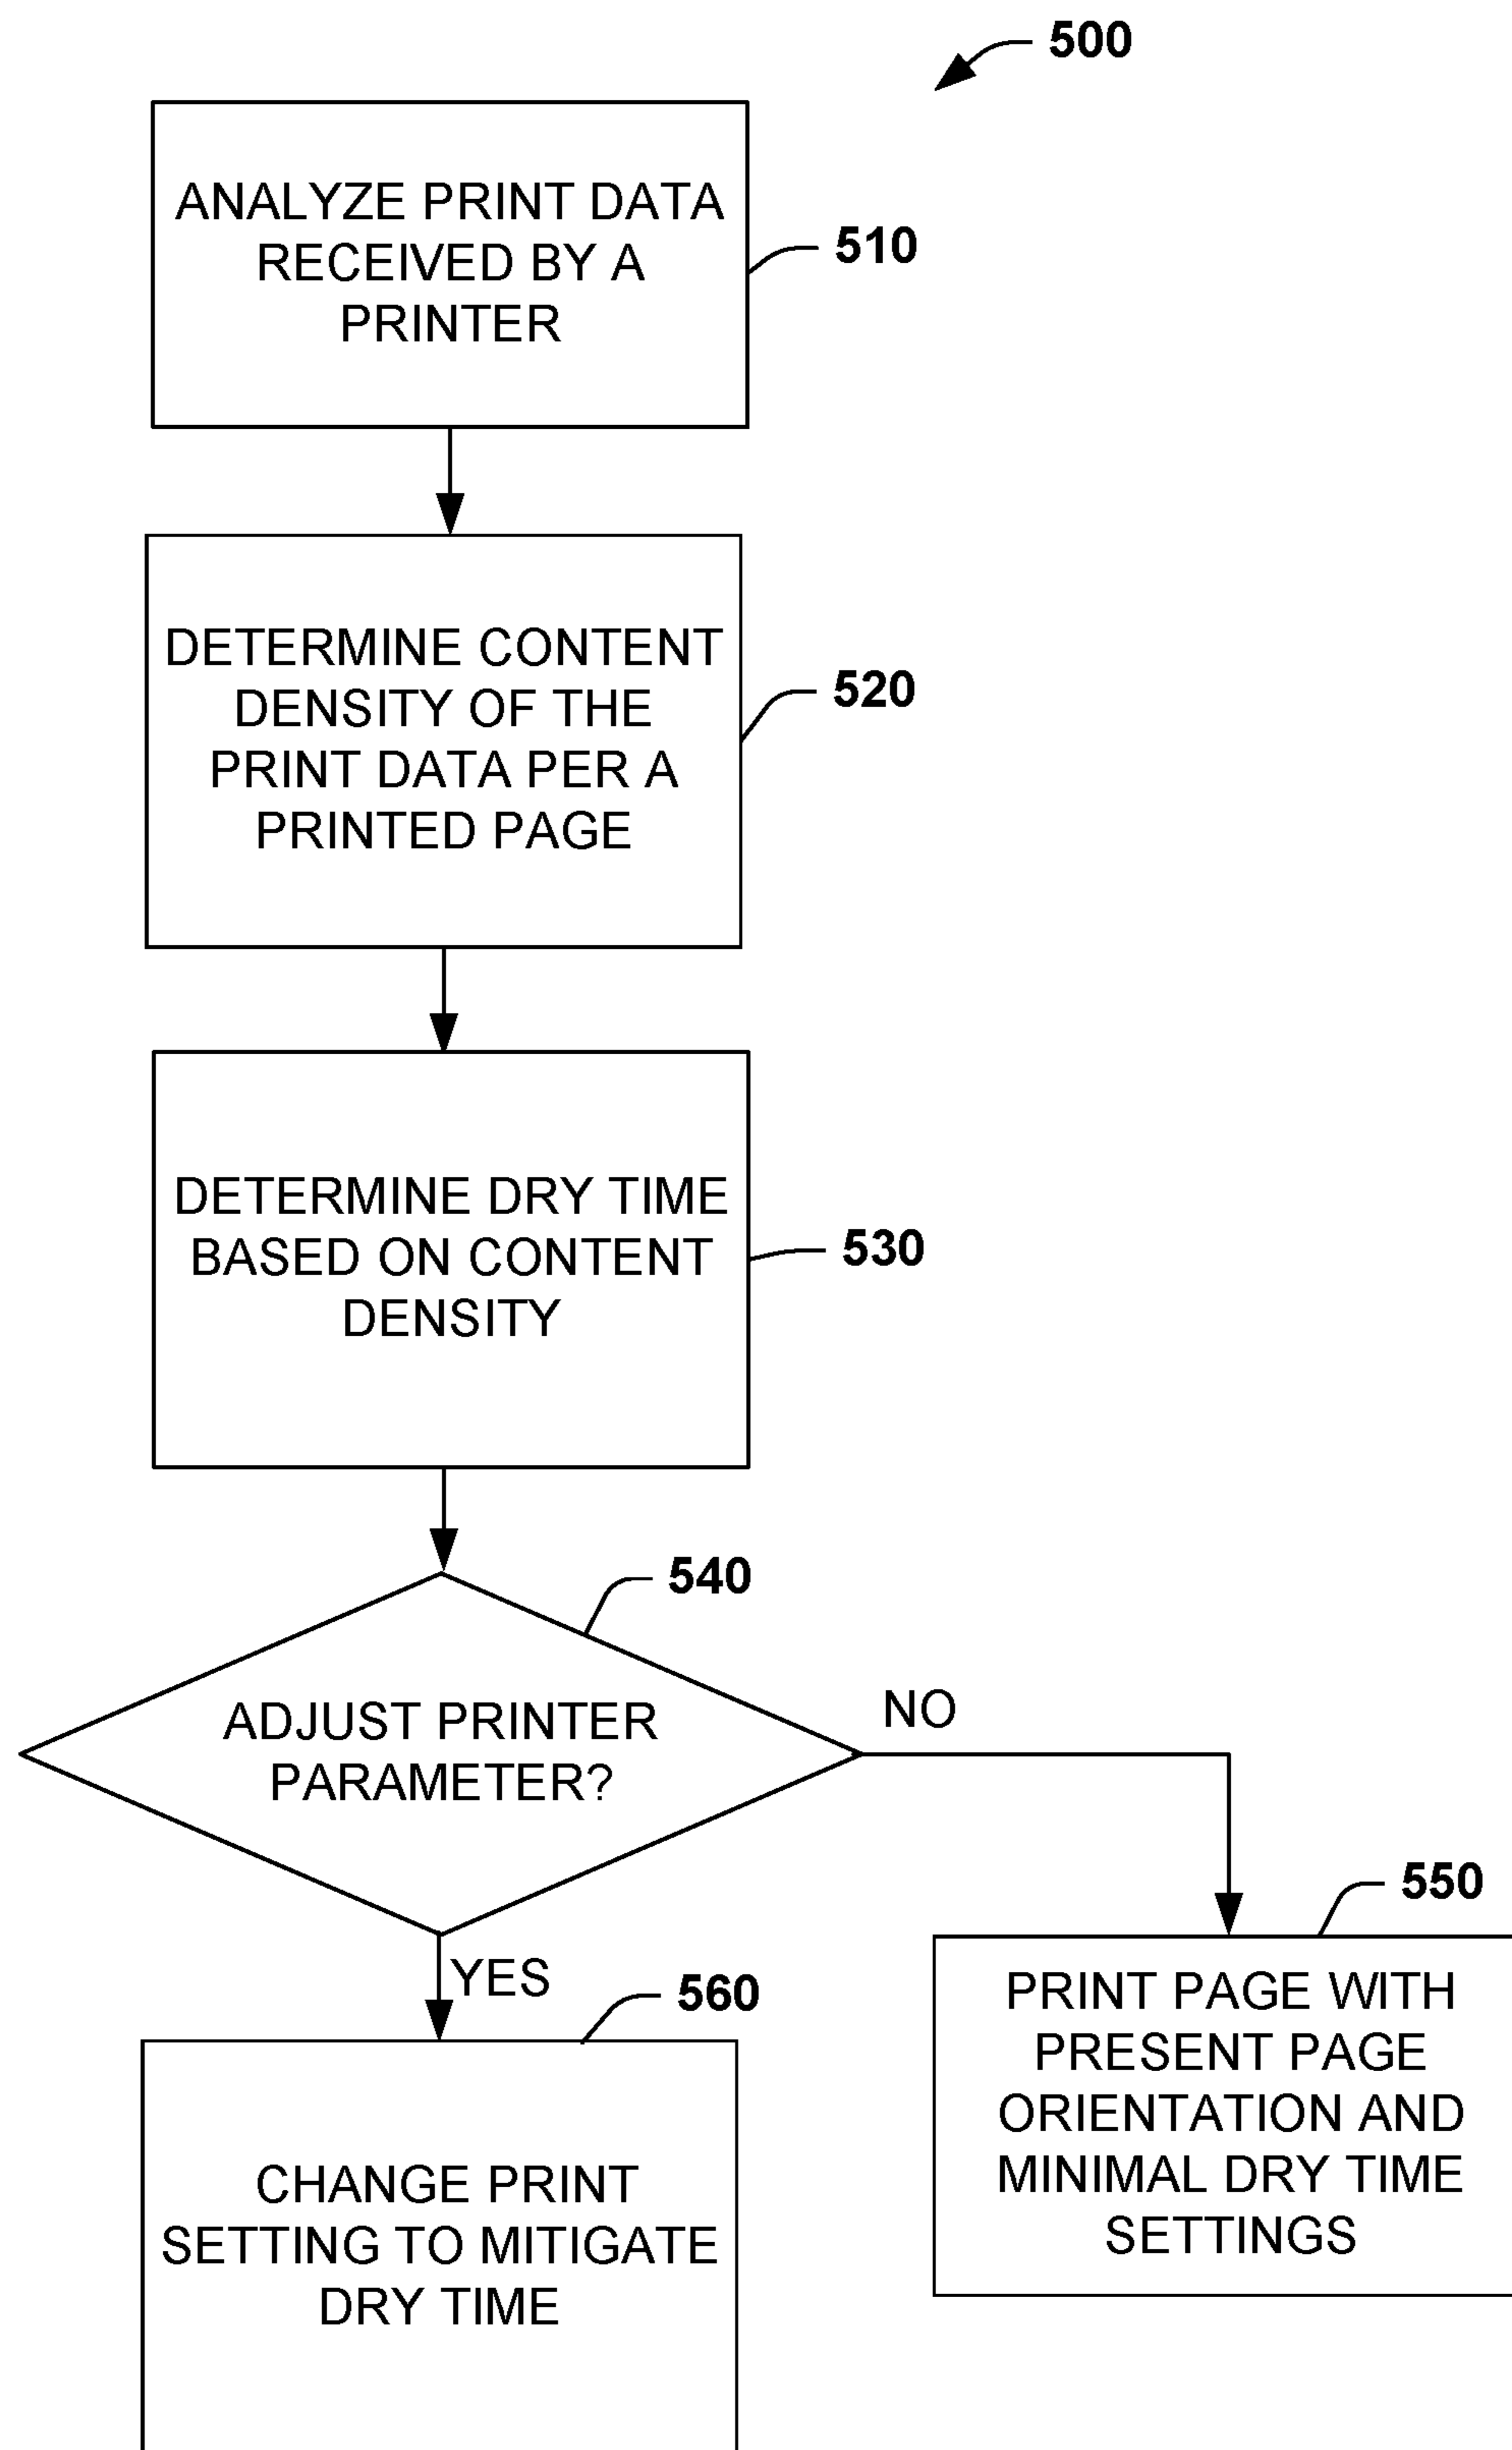 500
ANALYZE PRINT DATA
RECEIVED BY A
PRINTER
510
DETERMINE CONTENT
DENSITY OF THE
PRINT DATA PER A
PRINTED PAGE
520
DETERMINE DRY TIME
BASED ON CONTENT
DENSITY
530
540
ADJUST PRINTER
PARAMETER?
NO
YES
550
PRINT PAGE WITH
PRESENT PAGE
ORIENTATION AND
MINIMAL DRY TIME
SETTINGS
560
CHANGE PRINT
SETTING TO MITIGATE
DRY TIME